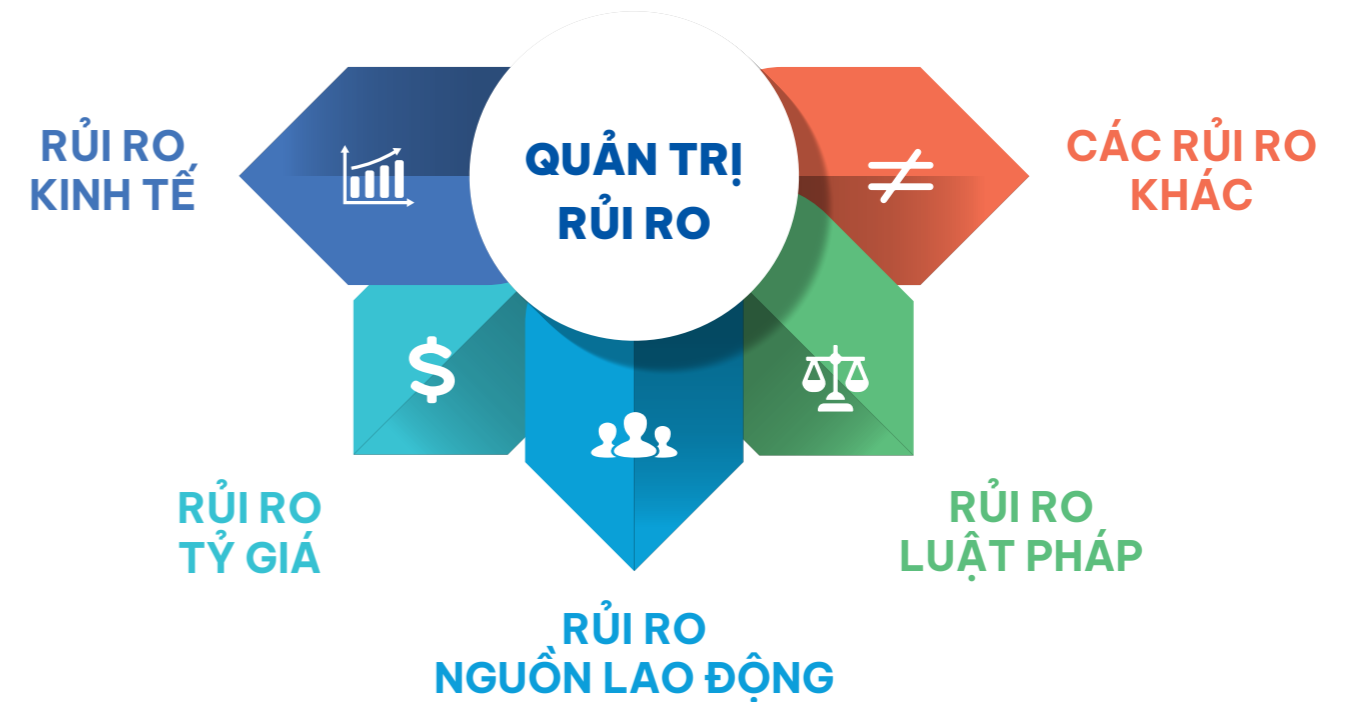 QUẢN TRỊ
RỦI RO
RỦI RO
KINH TẾ
RỦI RO
TỶ GIÁ
RỦI RO
NGUỒN LAO ĐỘNG
RỦI RO
LUẬT PHÁP
CÁC RỦI RO
KHÁC